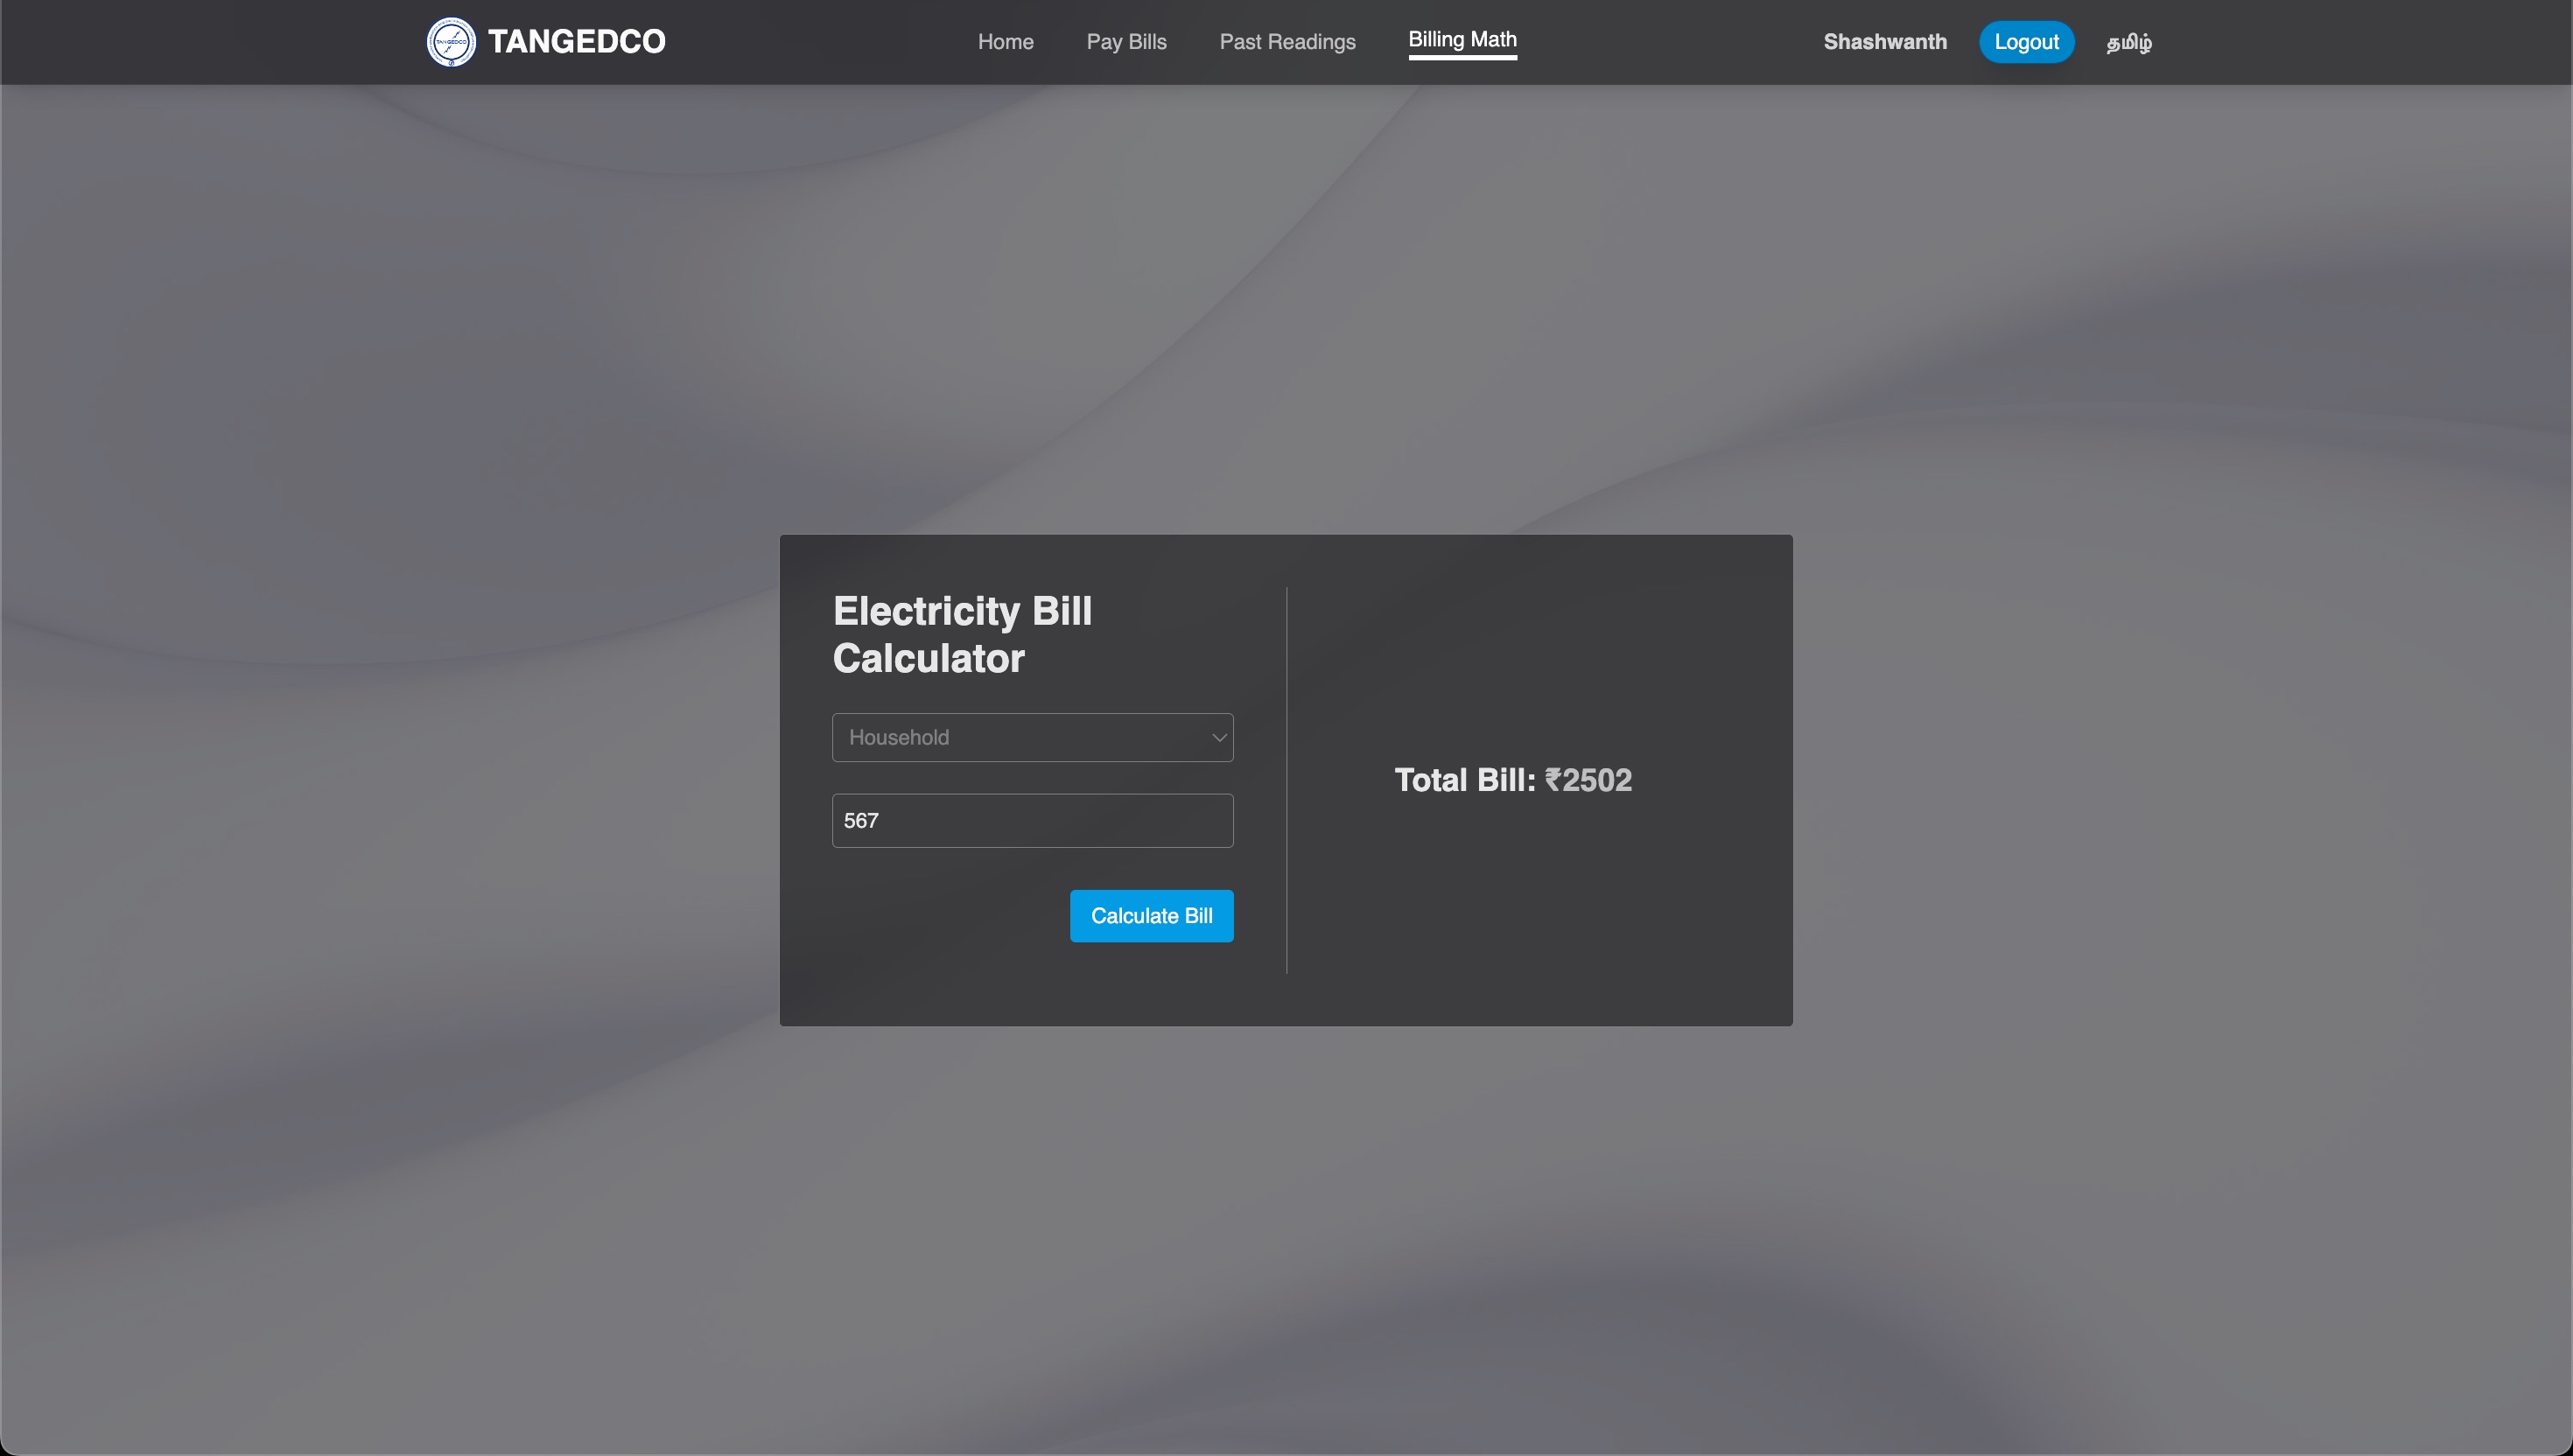 TANGEDCO
TANGEDCO
Home
Pay Bills
Past Readings
Billing Math
Shashwanth
Logout
தமிழ்
Electricity Bill
Calculator
Household
567
Calculate Bill
Total Bill: ₹2502